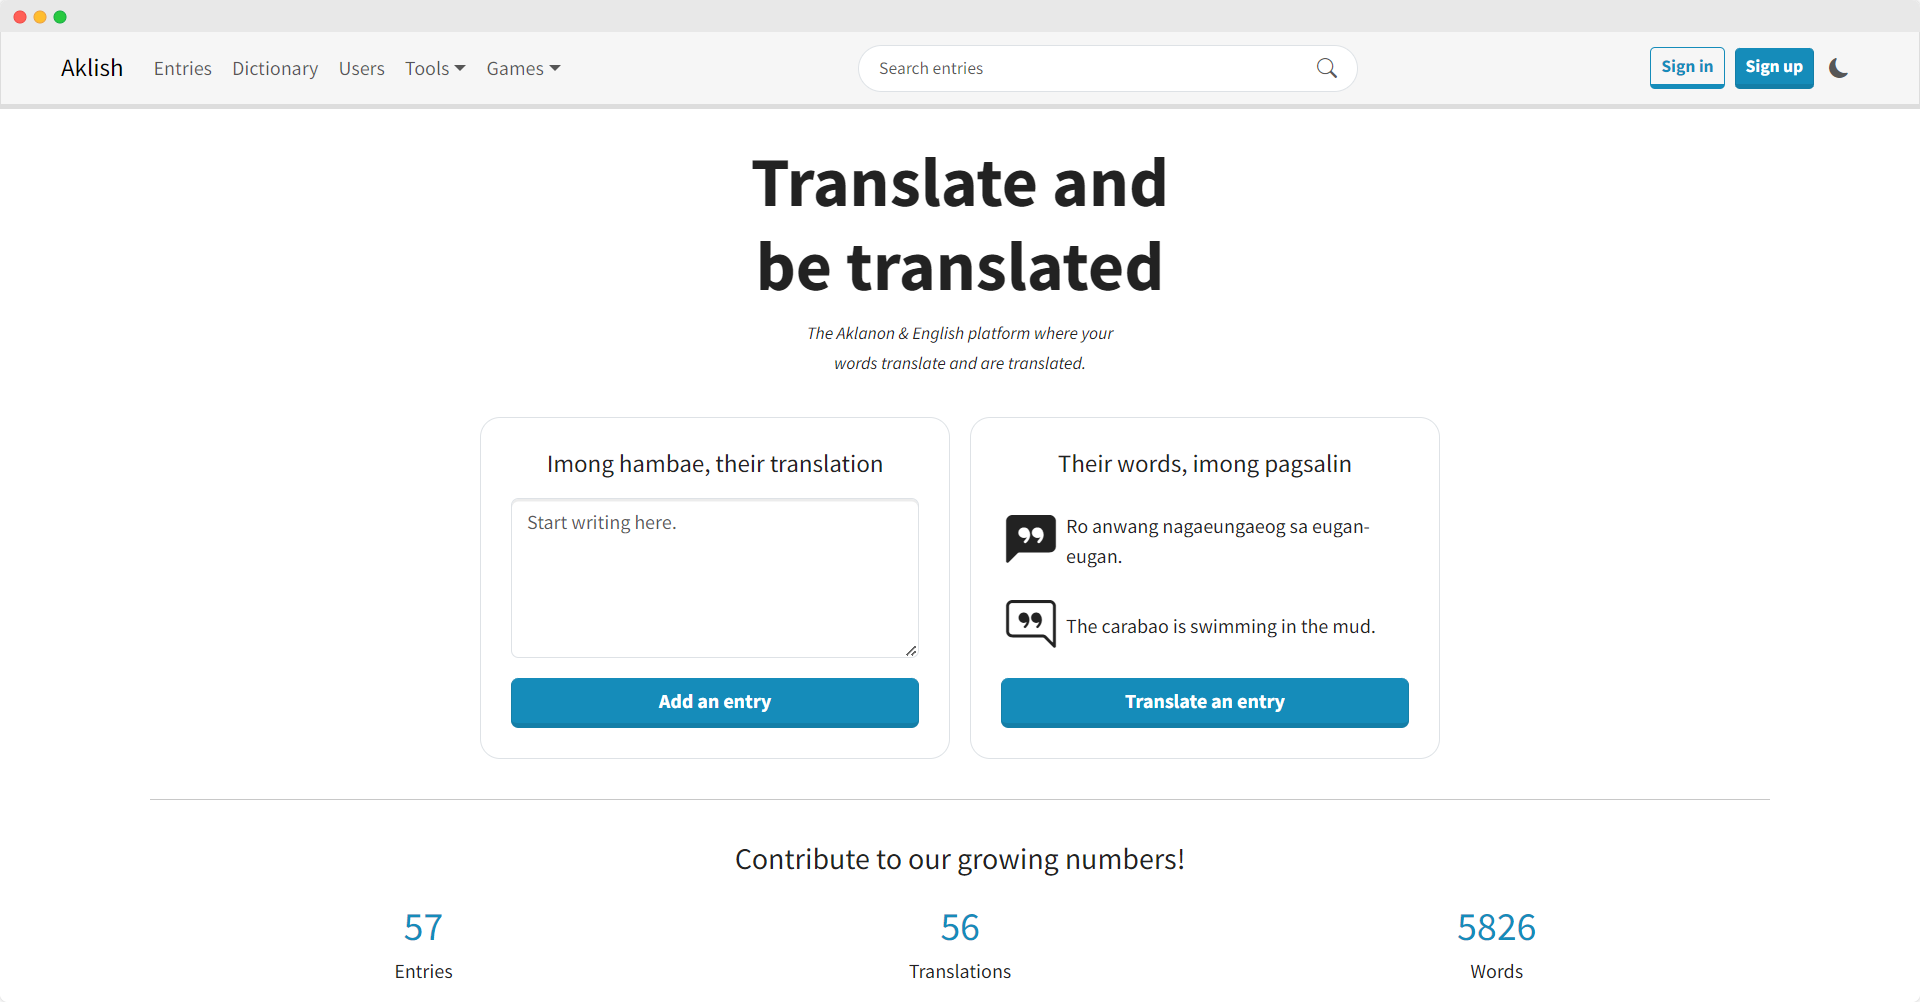 Aklish
Entries
Dictionary
Users
Tools
Games
Search entries
Sign in
Sign up
Translate and
be translated
The Aklanon & English platform where your
words translate and are translated.
Imong hambae, their translation
Start writing here.
Add an entry
Their words, imong pagsalin
Ro anwang nagaeungaeog sa eugan-
eugan.
The carabao is swimming in the mud.
Translate an entry
Contribute to our growing numbers!
57
Entries
56
Translations
5826
Words